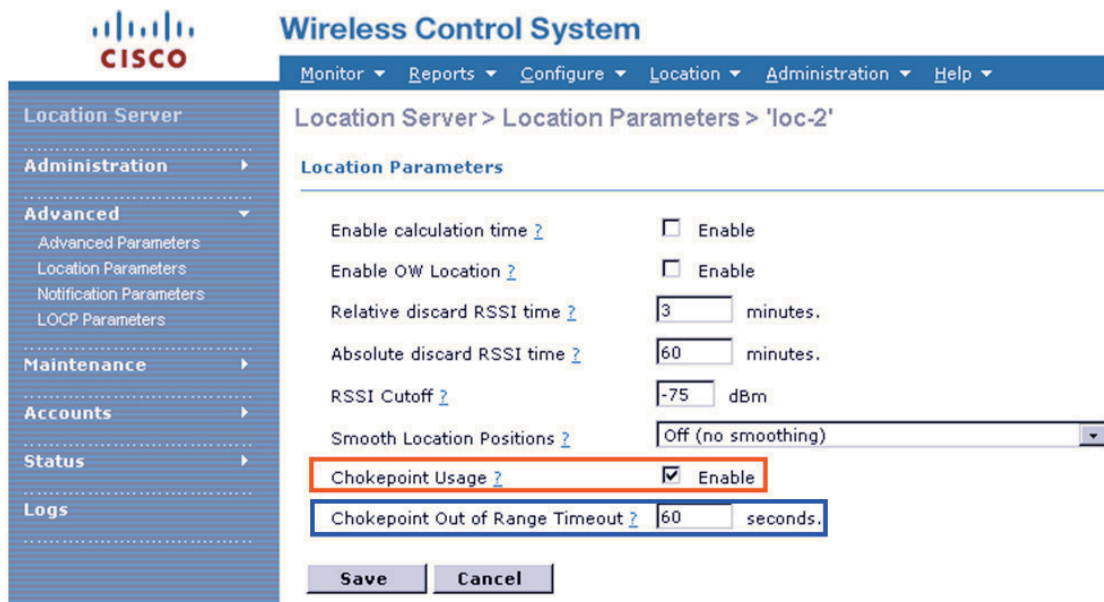 CISCO
Wireless Control System
Monitor Reports Configure Location Administration Help
Location Server
Administration
Advanced
Advanced Parameters
Location Parameters
Notification Parameters
LOCP Parameters
Maintenance
Accounts
Status
Logs
Location Server > Location Parameters > 'loc-2'
Location Parameters
Enable calculation time ? Enable
Enable OW Location ? Enable
Relative discard RSSI time ? 3 minutes.
Absolute discard RSSI time ? 60 minutes.
RSSI Cutoff ? -75 dBm
Smooth Location Positions ? Off (no smoothing)
Chokepoint Usage ? Enable
Chokepoint Out of Range Timeout ? 60 seconds.
Save Cancel